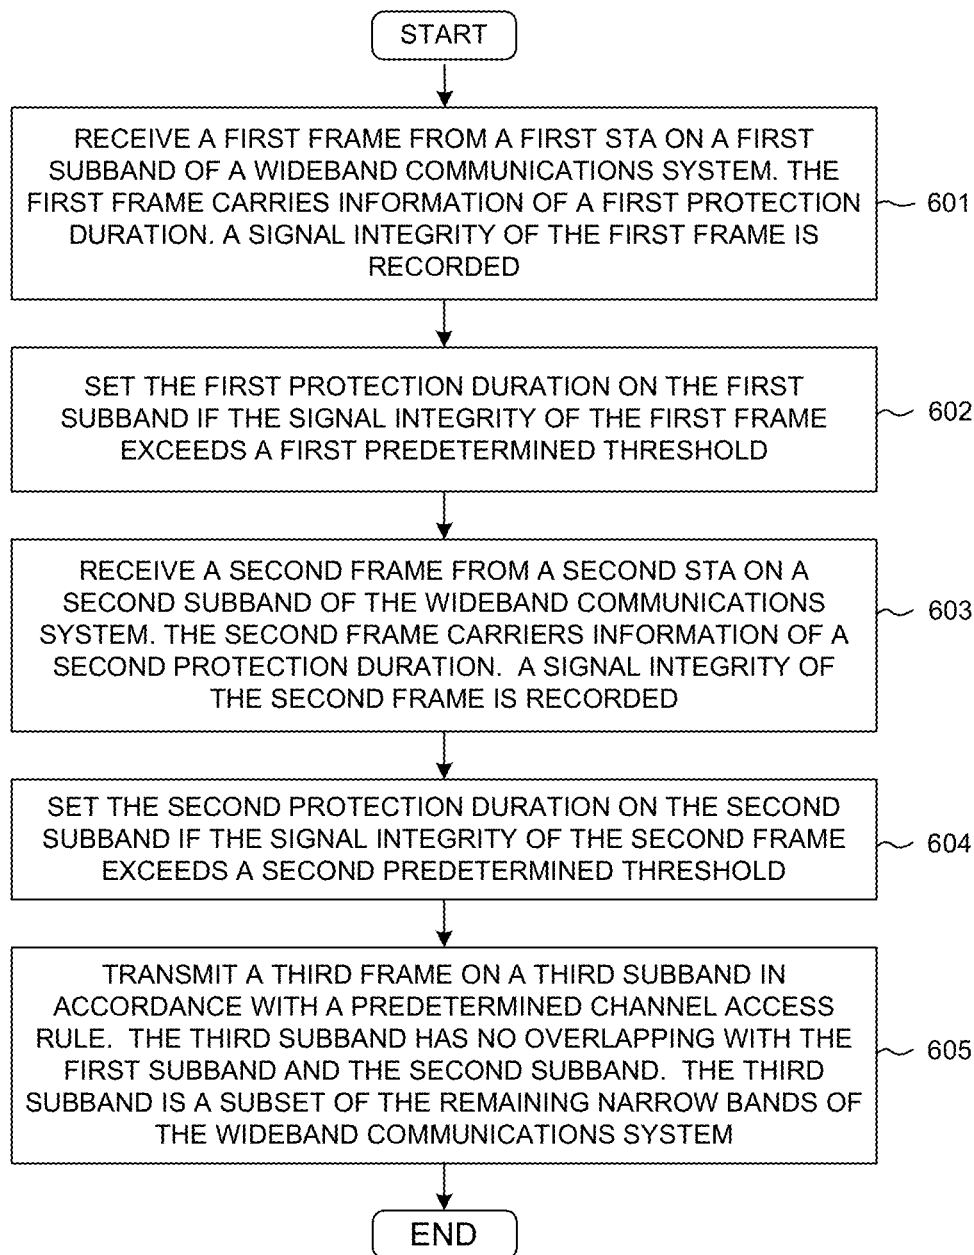 START
RECEIVE A FIRST FRAME FROM A FIRST STA ON A FIRST
SUBBAND OF A WIDEBAND COMMUNICATIONS SYSTEM. THE
FIRST FRAME CARRIES INFORMATION OF A FIRST PROTECTION
DURATION. A SIGNAL INTEGRITY OF THE FIRST FRAME IS
RECORDED
601
SET THE FIRST PROTECTION DURATION ON THE FIRST
SUBBAND IF THE SIGNAL INTEGRITY OF THE FIRST FRAME
EXCEEDS A FIRST PREDETERMINED THRESHOLD
602
RECEIVE A SECOND FRAME FROM A SECOND STA ON A
SECOND SUBBAND OF THE WIDEBAND COMMUNICATIONS
SYSTEM. THE SECOND FRAME CARRIERS INFORMATION OF A
SECOND PROTECTION DURATION.  A SIGNAL INTEGRITY OF
THE SECOND FRAME IS RECORDED
603
SET THE SECOND PROTECTION DURATION ON THE SECOND
SUBBAND IF THE SIGNAL INTEGRITY OF THE SECOND FRAME
EXCEEDS A SECOND PREDETERMINED THRESHOLD
604
TRANSMIT A THIRD FRAME ON A THIRD SUBBAND IN
ACCORDANCE WITH A PREDETERMINED CHANNEL ACCESS
RULE.  THE THIRD SUBBAND HAS NO OVERLAPPING WITH THE
FIRST SUBBAND AND THE SECOND SUBBAND.  THE THIRD
SUBBAND IS A SUBSET OF THE REMAINING NARROW BANDS OF
THE WIDEBAND COMMUNICATIONS SYSTEM
605
END